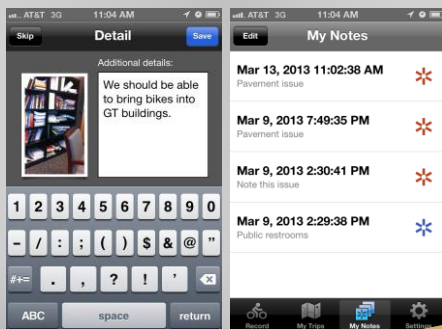 AT&T 3G 11:04 AM
Skip Detail Save
Additional details:
We should be able
to bring bikes into
GT buildings.
1 2 3 4 5 6 7 8 9 0
- / : ; ( ) $ & @ "
#+= . , ? ! '
ABC space return
AT&T 3G 11:04 AM
Edit My Notes
Mar 13, 2013 11:02:38 AM
Pavement issue
Mar 9, 2013 7:49:35 PM
Pavement issue
Mar 9, 2013 2:30:41 PM
Note this issue
Mar 9, 2013 2:29:38 PM
Public restrooms
Record My Trips My Notes Settings